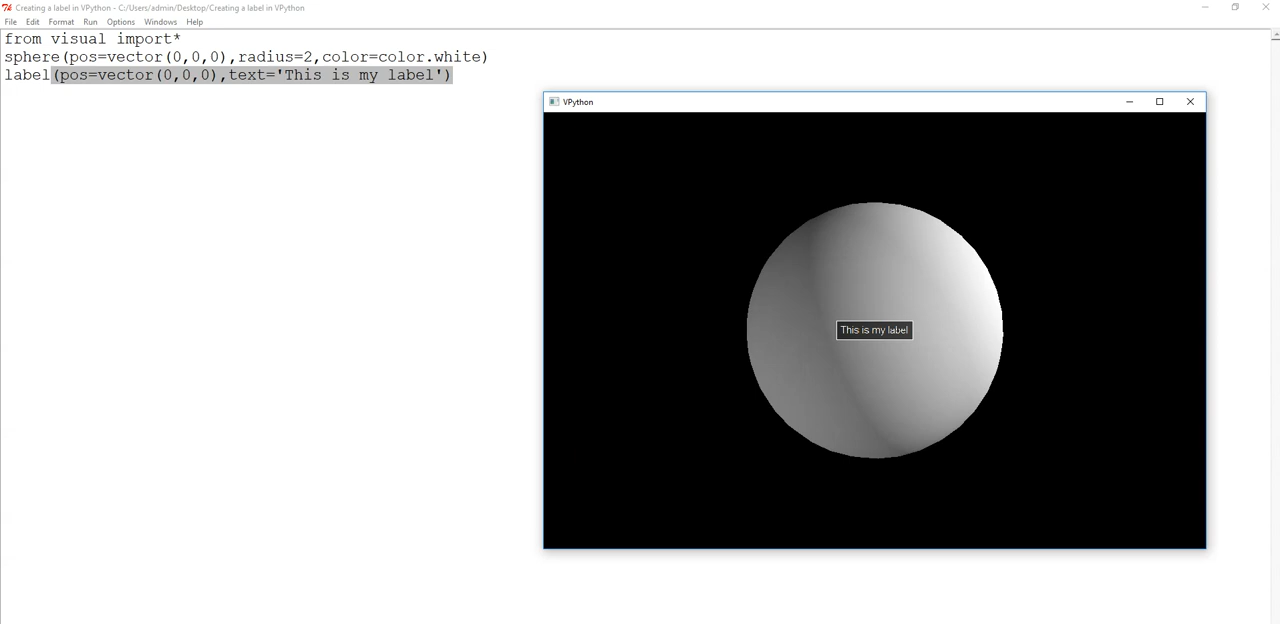 Creating a label in VPython - C:/Users/admin/Desktop/Creating a label in VPython
File Edit Format Run Options Windows Help
from visual import*
sphere(pos=vector(0,0,0),radius=2,color=color.white)
label(pos=vector(0,0,0),text='This is my label')
VPython
This is my label